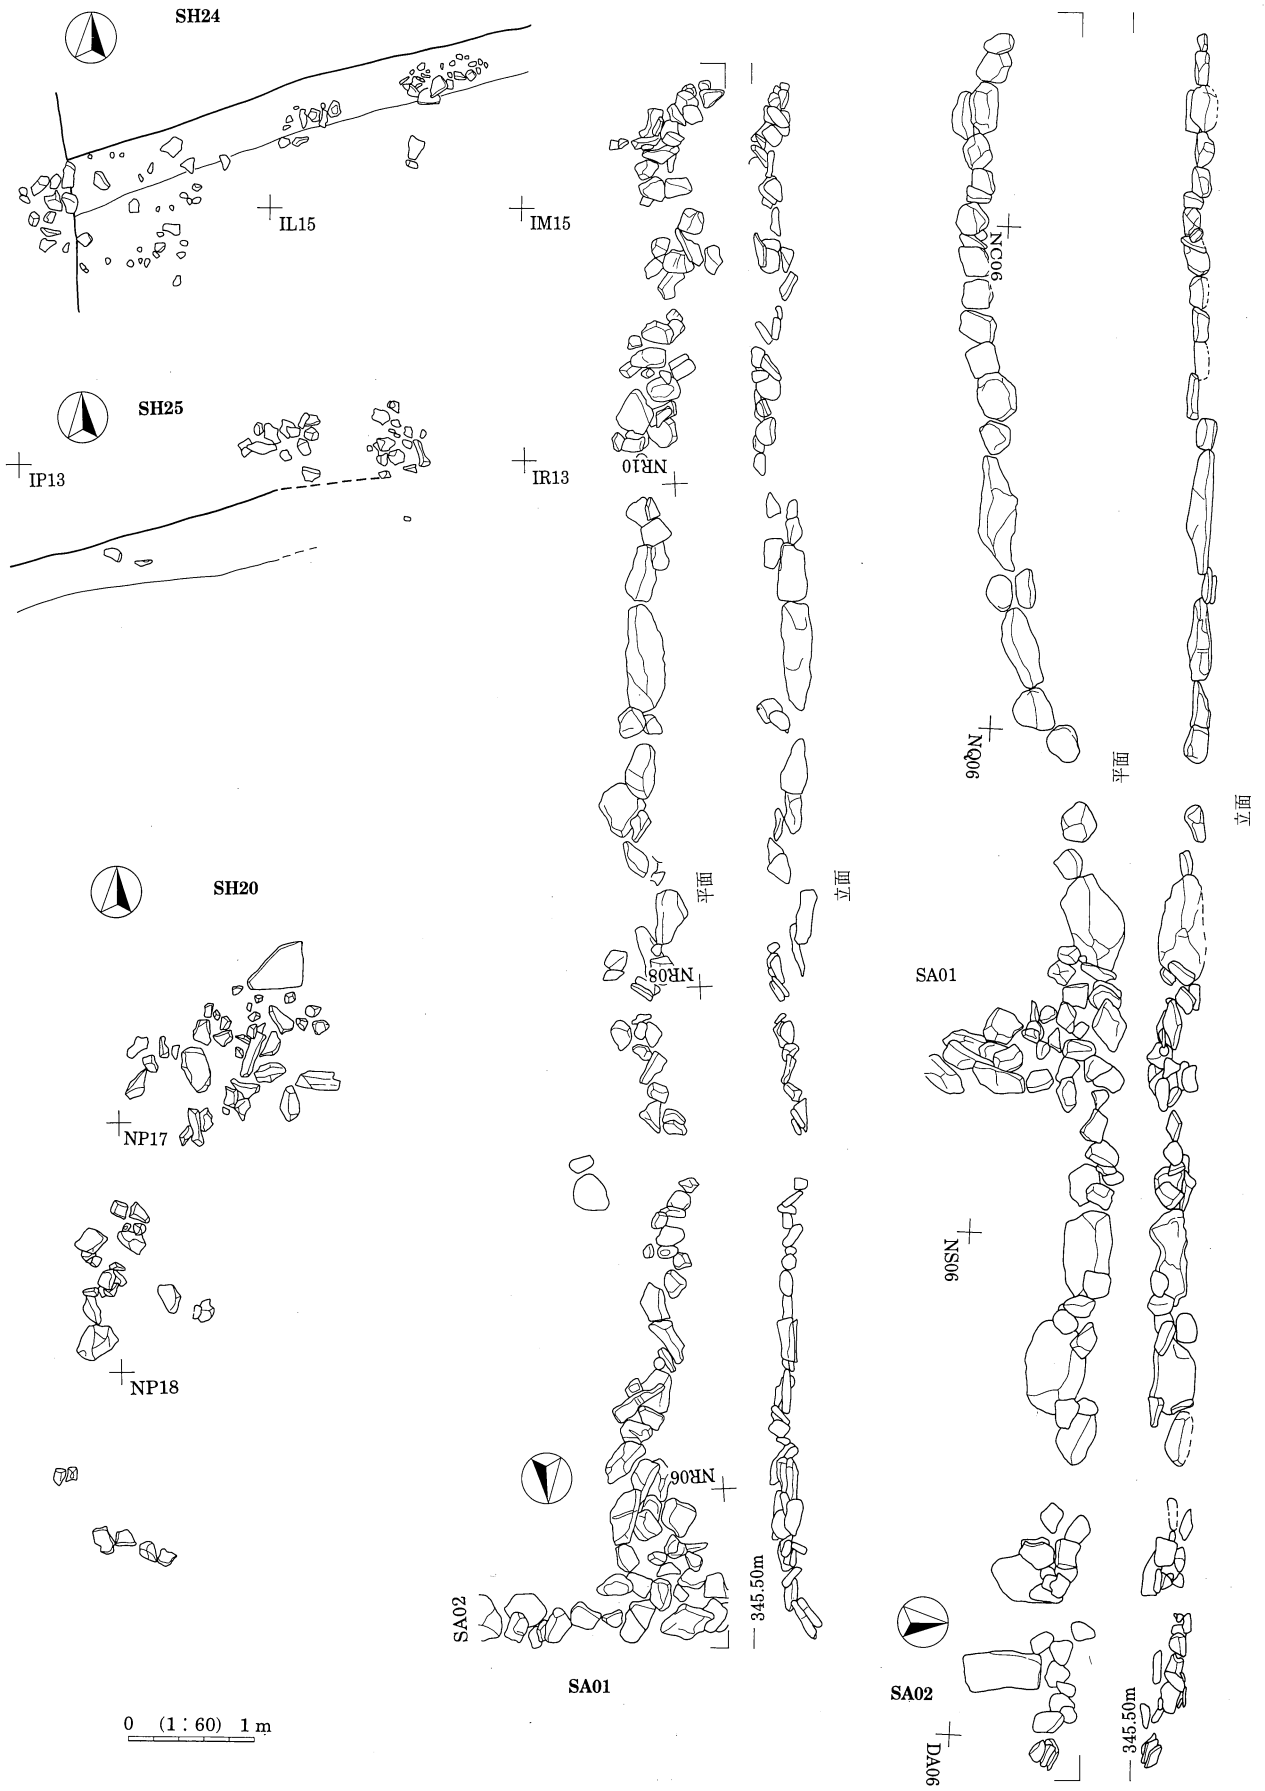 SH24
IL15
IM15
SH25
IP13
IR13
NR10
NC06
NQ06
平面
立面
SH20
平面
立面
NR08
SA01
NP17
NS06
NP18
NR06
SA02
345.50m
SA01
SA02
345.50m
DA06
0 (1:60) 1m